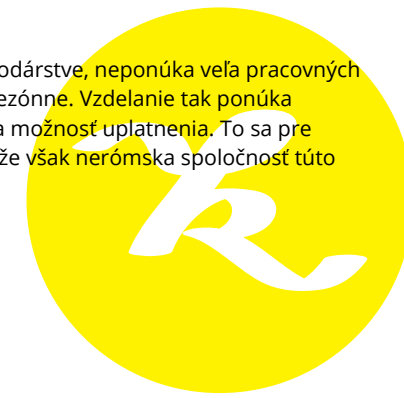 odárstve, neponúka veľa pracovných
ezónne. Vzdelanie tak ponúka
a možnosť uplatnenia. To sa pre
že však nerómska spoločnosť túto
k